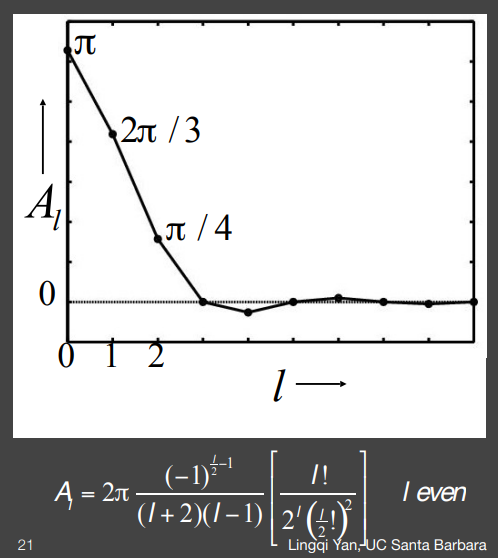 π
2π / 3
A_l
π / 4
0
0 1 2
l →
A_l = 2π (-1)^{l/2 - 1} / ((l + 2)(l - 1)) [ l! / (2^l (l/2 !)^2) ] l even
21 Lingqi Yan, UC Santa Barbara